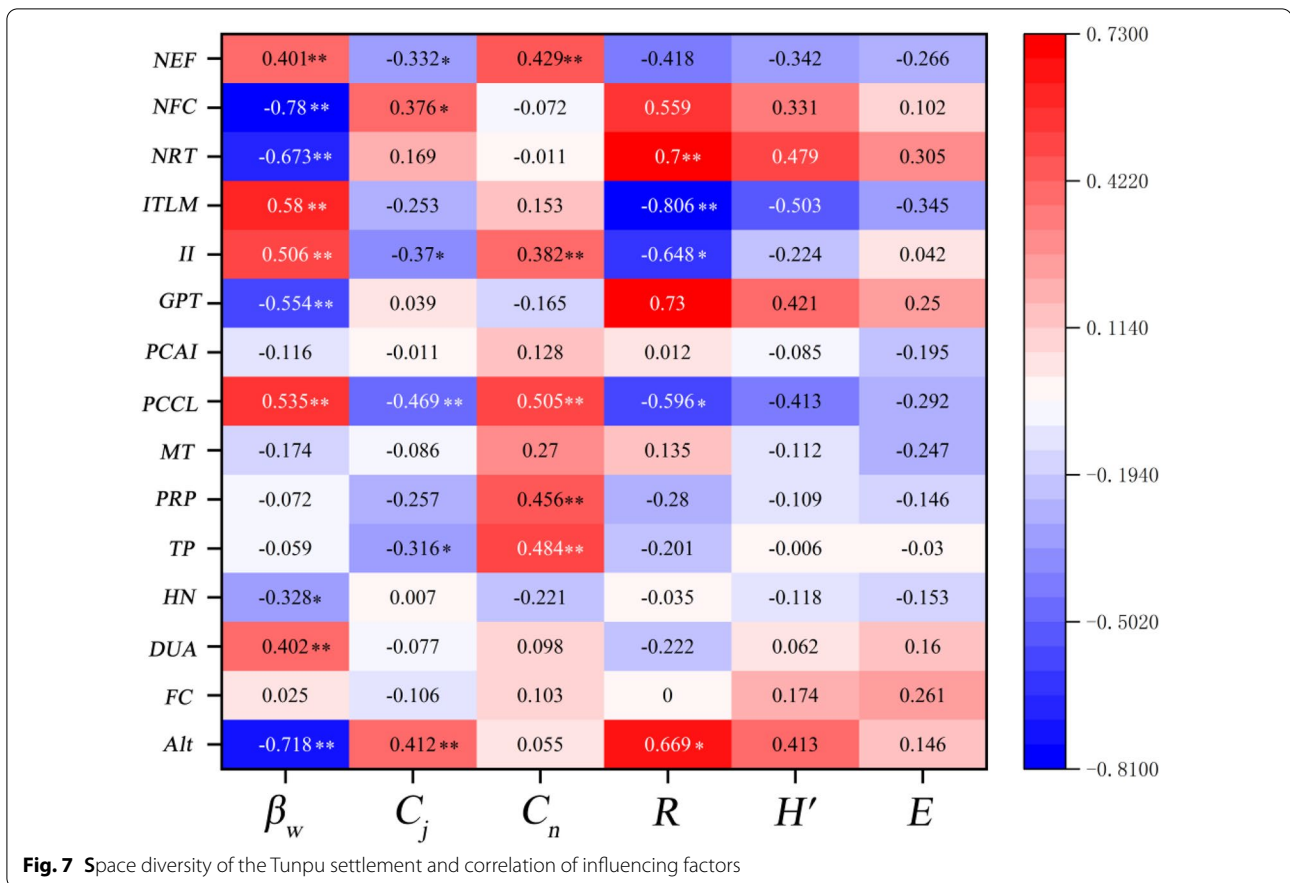 NEF 0.401** -0.332* 0.429** -0.418 -0.342 -0.266
NFC -0.78** 0.376* -0.072 0.559 0.331 0.102
NRT -0.673** 0.169 -0.011 0.7** 0.479 0.305
ITLM 0.58** -0.253 0.153 -0.806** -0.503 -0.345
II 0.506** -0.37* 0.382** -0.648* -0.224 0.042
GPT -0.554** 0.039 -0.165 0.73 0.421 0.25
PCAI -0.116 -0.011 0.128 0.012 -0.085 -0.195
PCCL 0.535** -0.469** 0.505** -0.596* -0.413 -0.292
MT -0.174 -0.086 0.27 0.135 -0.112 -0.247
PRP -0.072 -0.257 0.456** -0.28 -0.109 -0.146
TP -0.059 -0.316* 0.484** -0.201 -0.006 -0.03
HN -0.328* 0.007 -0.221 -0.035 -0.118 -0.153
DUA 0.402** -0.077 0.098 -0.222 0.062 0.16
FC 0.025 -0.106 0.103 0 0.174 0.261
Alt -0.718** 0.412** 0.055 0.669* 0.413 0.146
β_w C_j C_n R H′ E
0.7300
0.4220
0.1140
-0.1940
-0.5020
-0.8100
Fig. 7 Space diversity of the Tunpu settlement and correlation of influencing factors